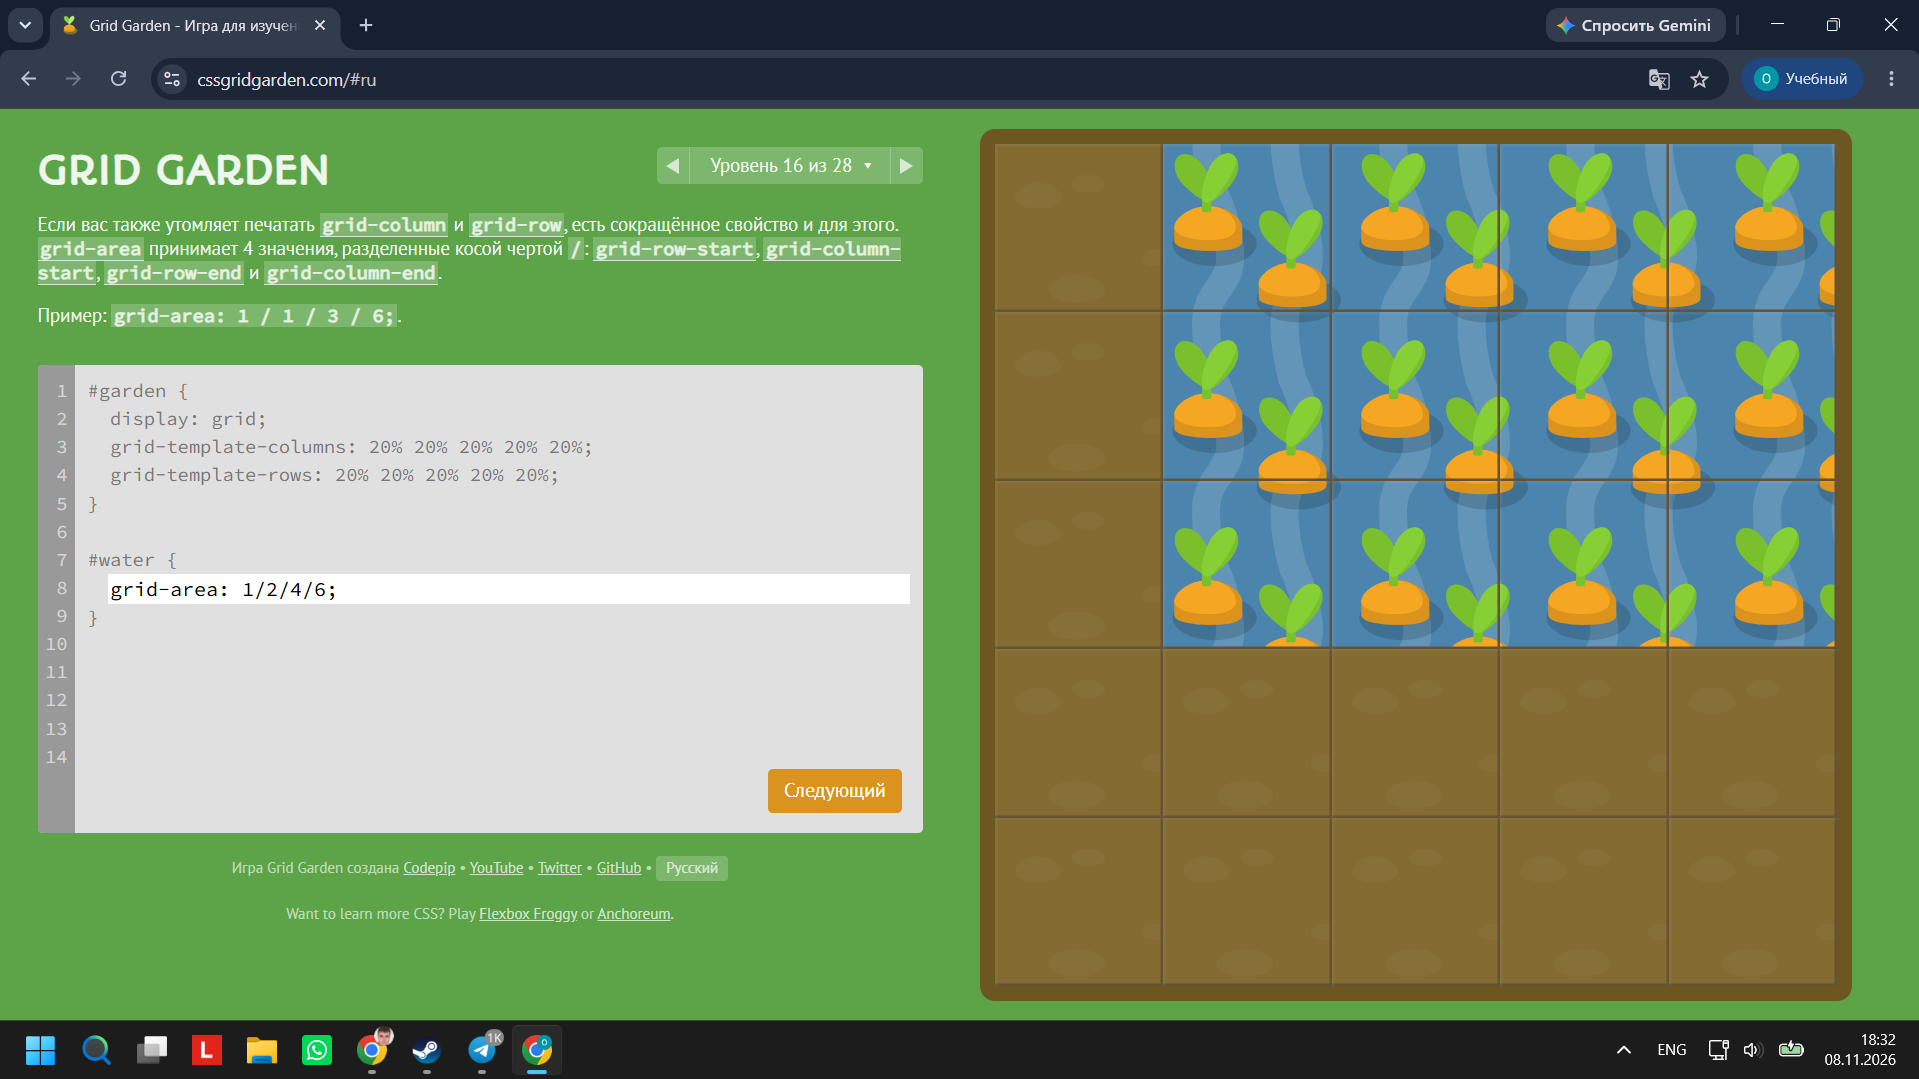 Grid Garden - Игра для изучен
Спросить Gemini
cssgridgarden.com/#ru
O Учебный
GRID GARDEN
Уровень 16 из 28
Если вас также утомляет печатать grid-column и grid-row, есть сокращённое свойство и для этого.
grid-area принимает 4 значения, разделенные косой чертой /: grid-row-start, grid-column-
start, grid-row-end и grid-column-end.
Пример: grid-area: 1 / 1 / 3 / 6;.
1 #garden {
2 display: grid;
3 grid-template-columns: 20% 20% 20% 20% 20%;
4 grid-template-rows: 20% 20% 20% 20% 20%;
5 }
6
7 #water {
8 grid-area: 1/2/4/6;
9 }
10
11
12
13
14
Следующий
Игра Grid Garden создана Codepip • YouTube • Twitter • GitHub • Русский
Want to learn more CSS? Play Flexbox Froggy or Anchoreum.
L
1K
O
ENG
18:32
08.11.2026